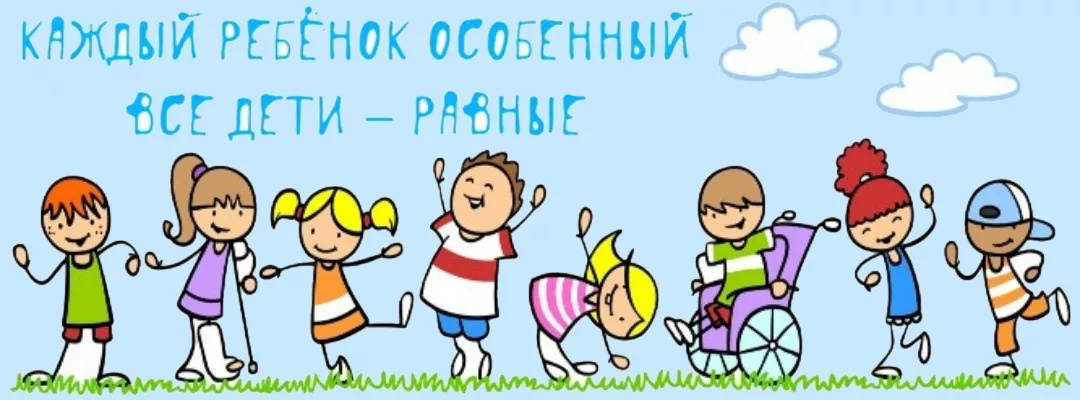 КАЖДЫЙ РЕБЁНОК ОСОБЕННЫЙ
ВСЕ ДЕТИ – РАВНЫЕ